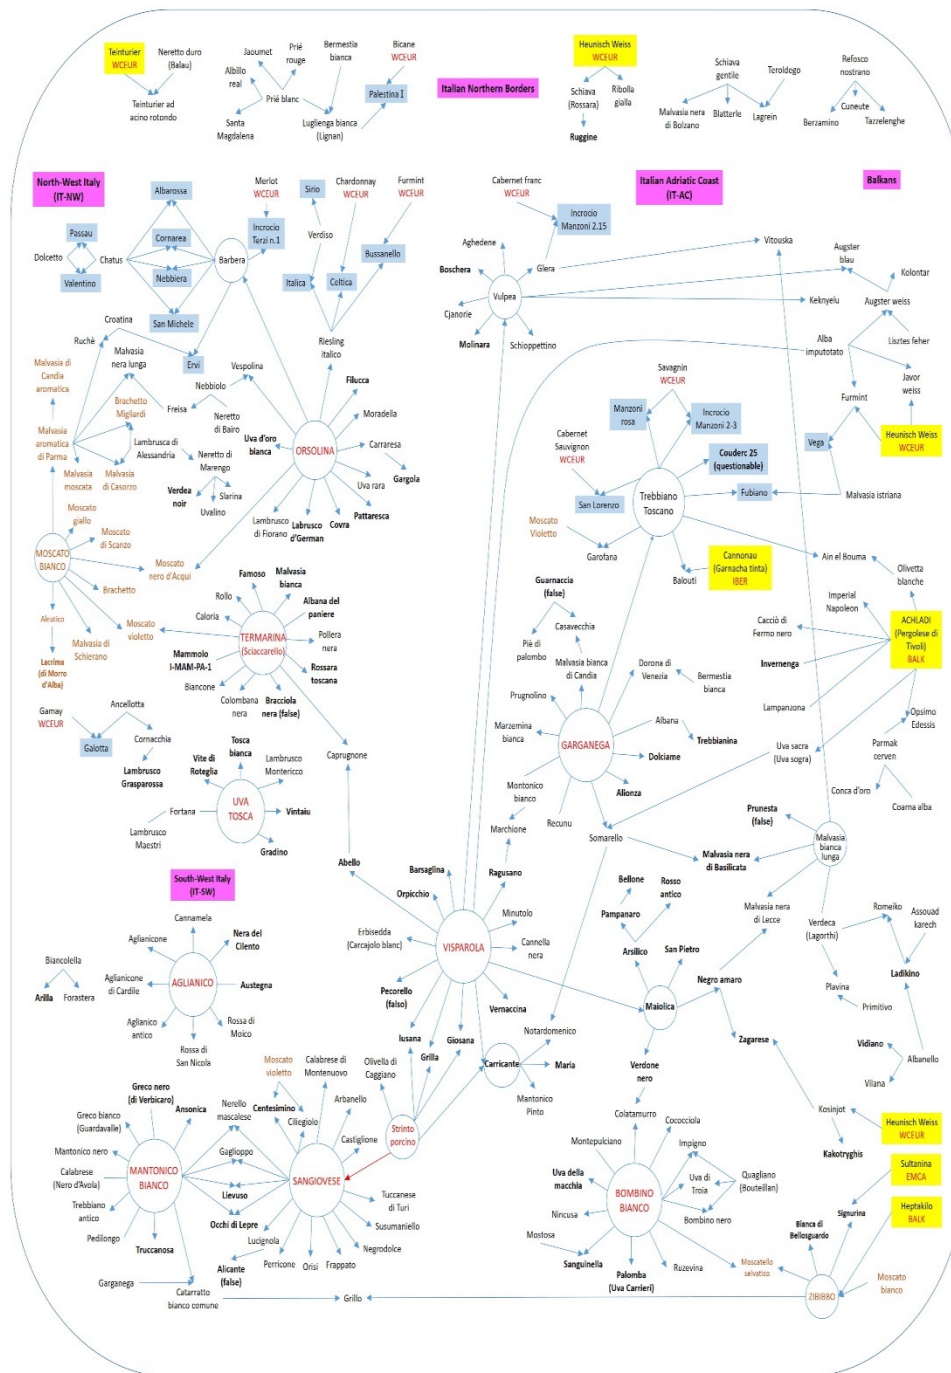 Teinturier
WCEUR
Neretto duro
(Balau)
Teinturier ad
acino rotondo
Jaoumet
Prié
rouge
Albillo
real
Prié blanc
Santa
Magdalena
Bermestia
bianca
Bicane
WCEUR
Palestina I
Luglienga bianca
(Lignan)
Italian Northern Borders
Heunisch Weiss
WCEUR
Schiava
(Rossara)
Ribolla
gialla
Ruggine
Schiava
gentile
Teroldego
Malvasia nera
di Bolzano
Blatterle
Lagrein
Refosco
nostrano
Berzamino
Cuneute
Tazzelenghe
North-West Italy
(IT-NW)
Albarossa
Merlot
WCEUR
Sirio
Chardonnay
WCEUR
Furmint
WCEUR
Cabernet franc
WCEUR
Italian Adriatic Coast
(IT-AC)
Balkans
Passau
Dolcetto
Valentino
Chatus
Cornarea
Nebbiera
Barbera
Incrocio
Terzi n.1
Verdiso
Italica
Celtica
Bussanello
San Michele
Incrocio
Manzoni 2.15
Aghedene
Boschera
Glera
Vulpea
Cjanorie
Molinara
Schioppettino
Vitouska
Augster
blau
Kolontar
Keknyelu
Augster weiss
Croatina
Ruchè
Ervi
Riesling
italico
Alba
imputotato
Lisztes feher
Javor
weiss
Furmint
Heunisch Weiss
WCEUR
Vega
Malvasia istriana
Malvasia di
Candia
aromatica
Malvasia
nera lunga
Brachetto
Migliardi
Nebbiolo
Vespolina
Freisa
Neretto
di Bairo
Filucca
Moradella
Uva d'oro
bianca
ORSOLINA
Carraresa
Gargola
Uva rara
Pattaresca
Covra
Labrusco
d'German
Lambrusco
di Fiorano
Malvasia
aromatica
di Parma
Lambrusca di
Alessandria
Neretto di
Marengo
Malvasia
moscata
Malvasia
di Casorzo
Verdea
noir
Slarina
Uvalino
Savagnin
WCEUR
Manzoni
rosa
Incrocio
Manzoni 2-3
Cabernet
Sauvignon
WCEUR
Couderc 25
(questionable)
San Lorenzo
Trebbiano
Toscano
Fubiano
Moscato
Violetto
Garofana
Balouti
Cannonau
(Garnacha tinta)
IBER
Ain el Bouma
Olivetta
blanche
Moscato
giallo
MOSCATO
BIANCO
Moscato
di Scanzo
Moscato
nero d'Acqui
Brachetto
Aleatico
Moscato
violetto
Malvasia di
Schierano
Lacrima
(di Morro
d'Alba)
Famoso
Malvasia
bianca
Rollo
Caloria
Albana del
paniere
TERMARINA
(Sciaccarello)
Pollera
nera
Mammolo
I-MAM-PA-1
Rossara
toscana
Biancone
Colombana
nera
Bracciola
nera (false)
Guarnaccia
(false)
Casavecchia
Piè di
palombo
Malvasia bianca
di Candia
Dorona di
Venezia
Bermestia
bianca
Prugnolino
Albana
Trebbianina
Marzemina
bianca
GARGANEGA
Dolciame
Montonico
bianco
Alionza
Recunu
Marchione
Ragusano
Imperial
Napoleon
Cacciò di
Fermo nero
Invernenga
Lampanzona
ACHLADI
(Pergolese di
Tivoli)
BALK
Opsimo
Edessis
Parmak
cerven
Conca d'oro
Coarna alba
Uva sacra
(Uva sogra)
Gamay
WCEUR
Ancellotta
Galotta
Cornacchia
Lambrusco
Grasparossa
Caprugnone
Tosca
bianca
Vite di
Roteglia
Lambrusco
Montericco
UVA
TOSCA
Fortana
Vintaiu
Lambrusco
Maestri
Gradino
Abello
Somarello
Prunesta
(false)
Malvasia
bianca
lunga
Malvasia nera
di Basilicata
South-West Italy
(IT-SW)
Barsaglina
Orpicchio
Minutolo
Erbisedda
(Carcajolo blanc)
VISPAROLA
Cannella
nera
Pecorello
(falso)
Vernaccina
Iusana
Giosana
Grilla
Carricante
Notardomenico
Maria
Mantonico
Pinto
Bellone
Rosso
antico
Pampanaro
Arsilico
San Pietro
Maiolica
Negro amaro
Verdone
nero
Zagarese
Malvasia nera
di Lecce
Verdeca
(Lagorthi)
Romeiko
Assouad
karech
Ladikino
Plavina
Primitivo
Vidiano
Albanello
Vilana
Cannamela
Aglianicone
Nera del
Cilento
Biancolella
Arilla
Forastera
AGLIANICO
Aglianicone
di Cardile
Austegna
Aglianico
antico
Rossa di
San Nicola
Rossa di
Moico
Greco nero
(di Verbicaro)
Greco bianco
(Guardavalle)
Ansonica
Mantonico nero
Calabrese
(Nero d'Avola)
MANTONICO
BIANCO
Trebbiano
antico
Pedilongo
Truccanosa
Nerello
mascalese
Gaglioppo
Lievuso
Occhi di Lepre
Moscato
violetto
Calabrese di
Montenuovo
Olivella di
Caggiano
Centesimino
Ciliegiolo
Arbanello
Castiglione
Strinto
porcino
SANGIOVESE
Tuccanese
di Turi
Susumaniello
Negrodolce
Lucignola
Alicante
(false)
Perricone
Orisi
Frappato
Garganega
Catarratto
bianco comune
Grillo
Colatamurro
Cococciola
Montepulciano
Impigno
Uva della
macchia
Uva di
Troia
Quagliano
(Bouteillan)
BOMBINO
BIANCO
Nincusa
Bombino nero
Mostosa
Sanguinella
Palomba
(Uva Carrieri)
Ruzevina
Moscatello
selvatico
Kosinjot
Kakotryghis
Heunisch Weiss
WCEUR
Sultanina
EMCA
Signurina
Bianca di
Bellosguardo
Heptakilo
BALK
ZIBIBBO
Moscato
bianco